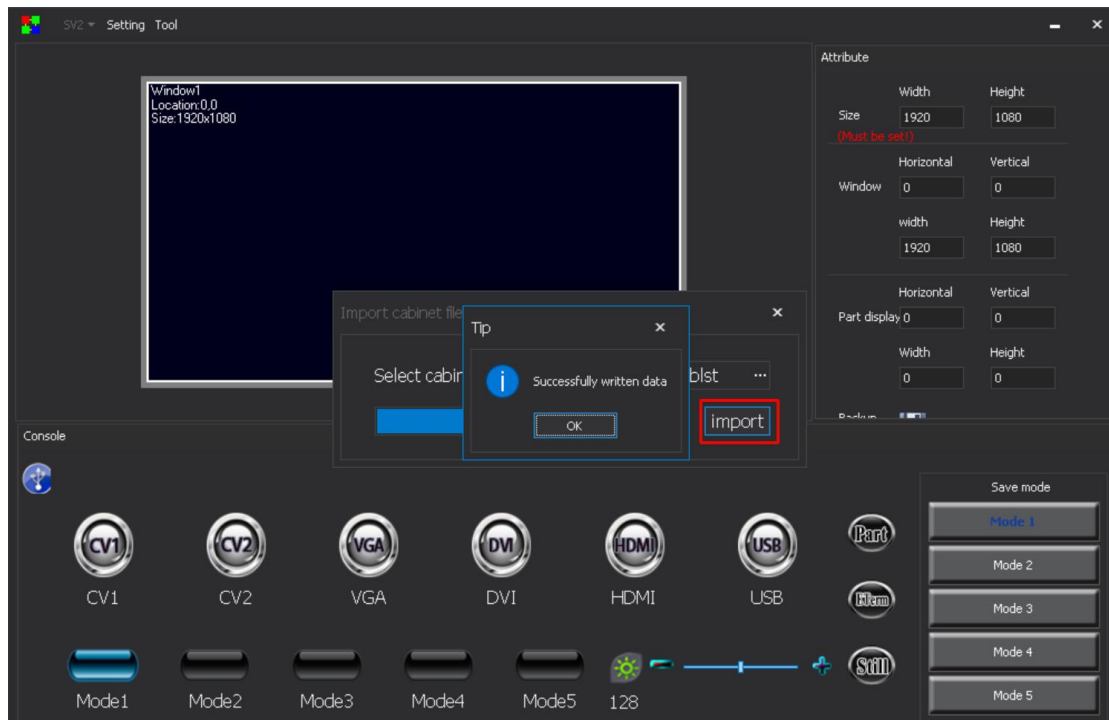 SV2 Setting Tool
Window1
Location:0,0
Size:1920x1080
Attribute
Width Height
Size 1920 1080
(Must be set!)
Horizontal Vertical
Window 0 0
width Height
1920 1080
Horizontal Vertical
Part display 0 0
Width Height
0 0
Backup
Import cabinet file
Select cabin blst ...
import
Tip
Successfully written data
OK
Console
CV1 CV2 VGA DVI HDMI USB
CV1 CV2 VGA DVI HDMI USB
Part
Still
Mode1 Mode2 Mode3 Mode4 Mode5 128
Save mode
Mode 1
Mode 2
Mode 3
Mode 4
Mode 5